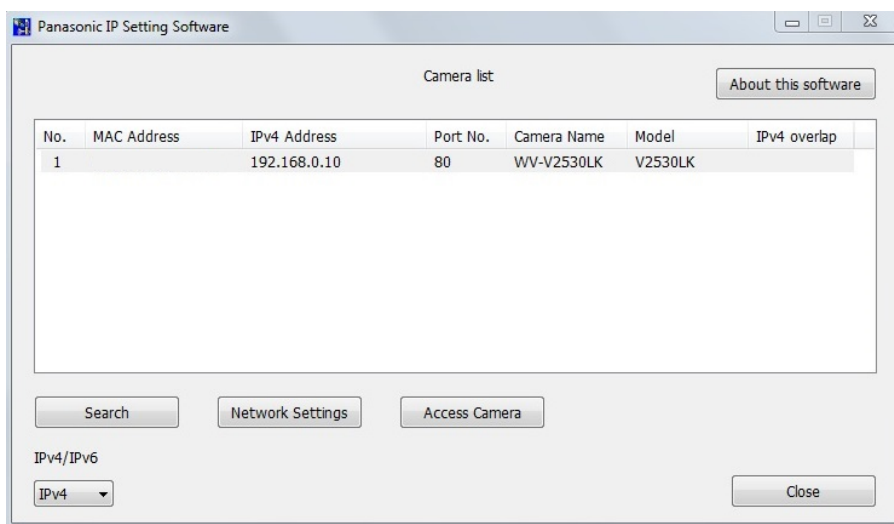 Panasonic IP Setting Software
Camera list
About this software
No. MAC Address IPv4 Address Port No. Camera Name Model IPv4 overlap
1 192.168.0.10 80 WV-V2530LK V2530LK
Search Network Settings Access Camera
IPv4/IPv6
IPv4 Close